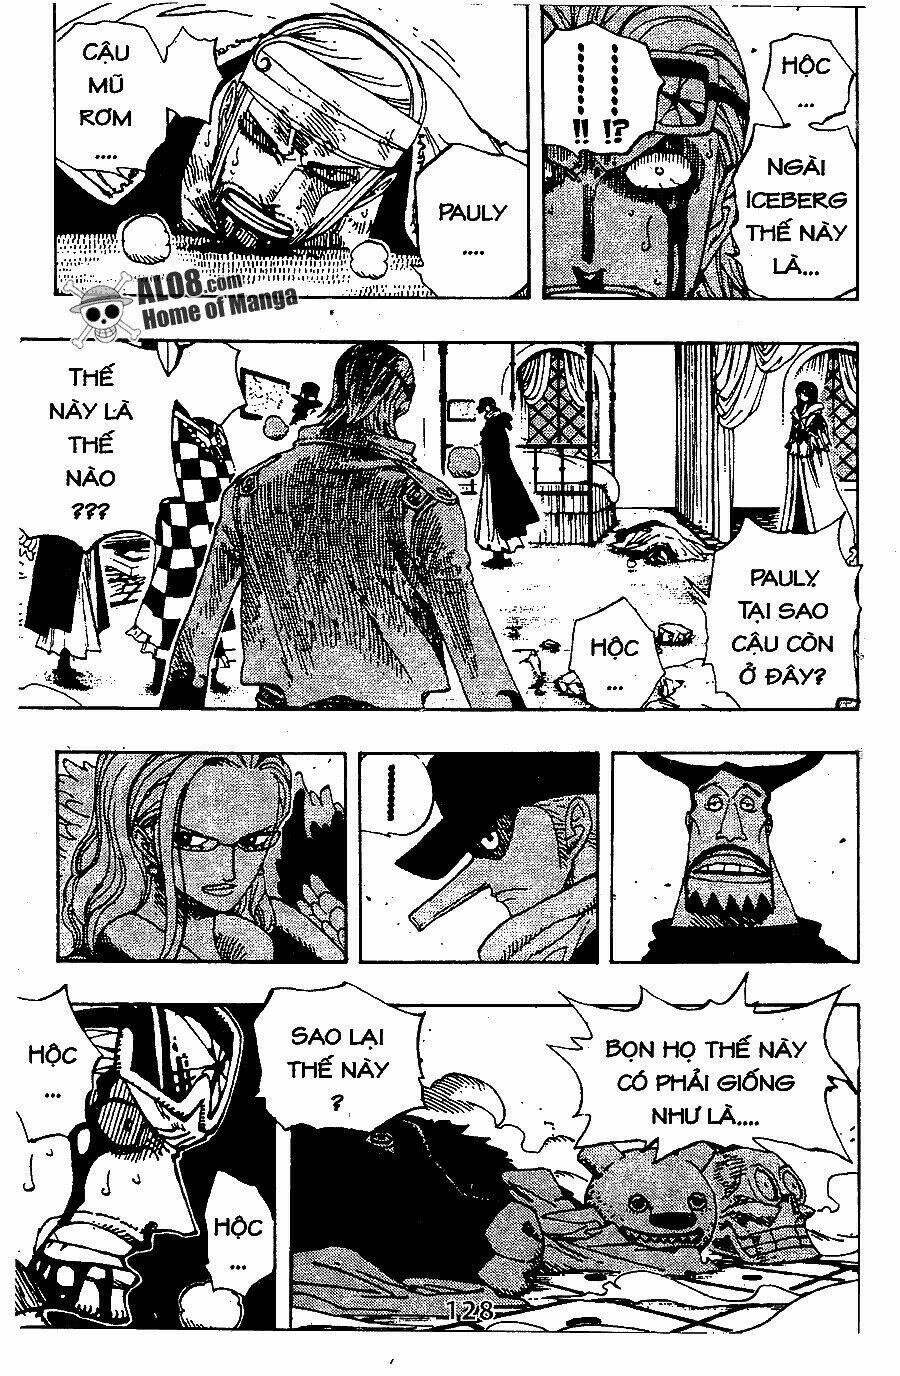 HỘC
...
..........!! ..........!?
NGÀI
ICEBERG
THẾ NÀY
LÀ...
CẬU
MŨ
RƠM
....
PAULY
....
ALO8.com
Home of Manga
PAULY
TẠI SAO
CẬU CÒN
Ở ĐÂY?
HỘC
...
THẾ
NÀY LÀ
THẾ
NÀO
???
..........
BỌN HỌ THẾ NÀY
CÓ PHẢI GIỐNG
NHƯ LÀ....
SAO LẠI
THẾ NÀY
?
HỘC
...
HỘC
...
128